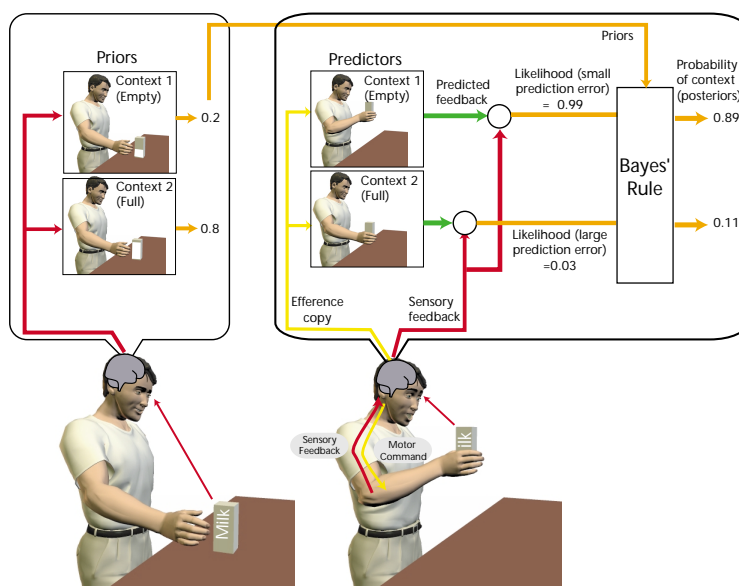 Priors
Context 1
(Empty)
0.2
Context 2
(Full)
0.8
Predictors
Context 1
(Empty)
Predicted
feedback
Context 2
(Full)
Priors
Likelihood (small
prediction error)
= 0.99
Likelihood (large
prediction error)
=0.03
Bayes'
Rule
Probability
of context
(posteriors)
0.89
0.11
Efference
copy
Sensory
feedback
Sensory
Feedback
Motor
Command
Milk
ilk